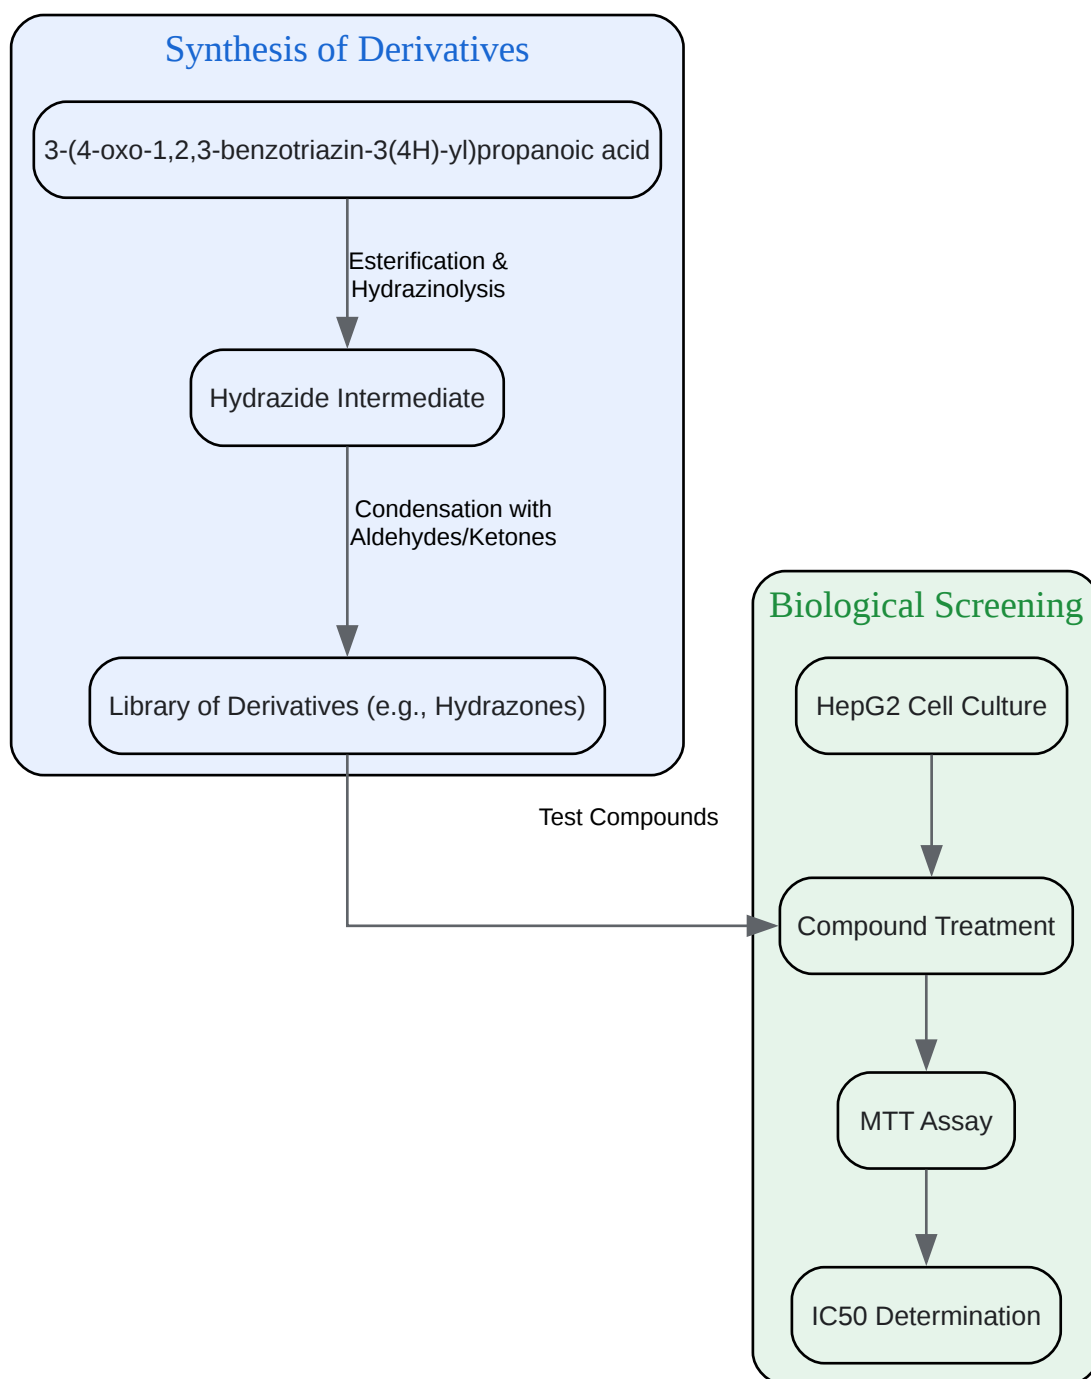 Synthesis of Derivatives
3-(4-oxo-1,2,3-benzotriazin-3(4H)-yl)propanoic acid
Esterification &
Hydrazinolysis
Hydrazide Intermediate
Condensation with
Aldehydes/Ketones
Library of Derivatives (e.g., Hydrazones)
Test Compounds
Biological Screening
HepG2 Cell Culture
Compound Treatment
MTT Assay
IC50 Determination